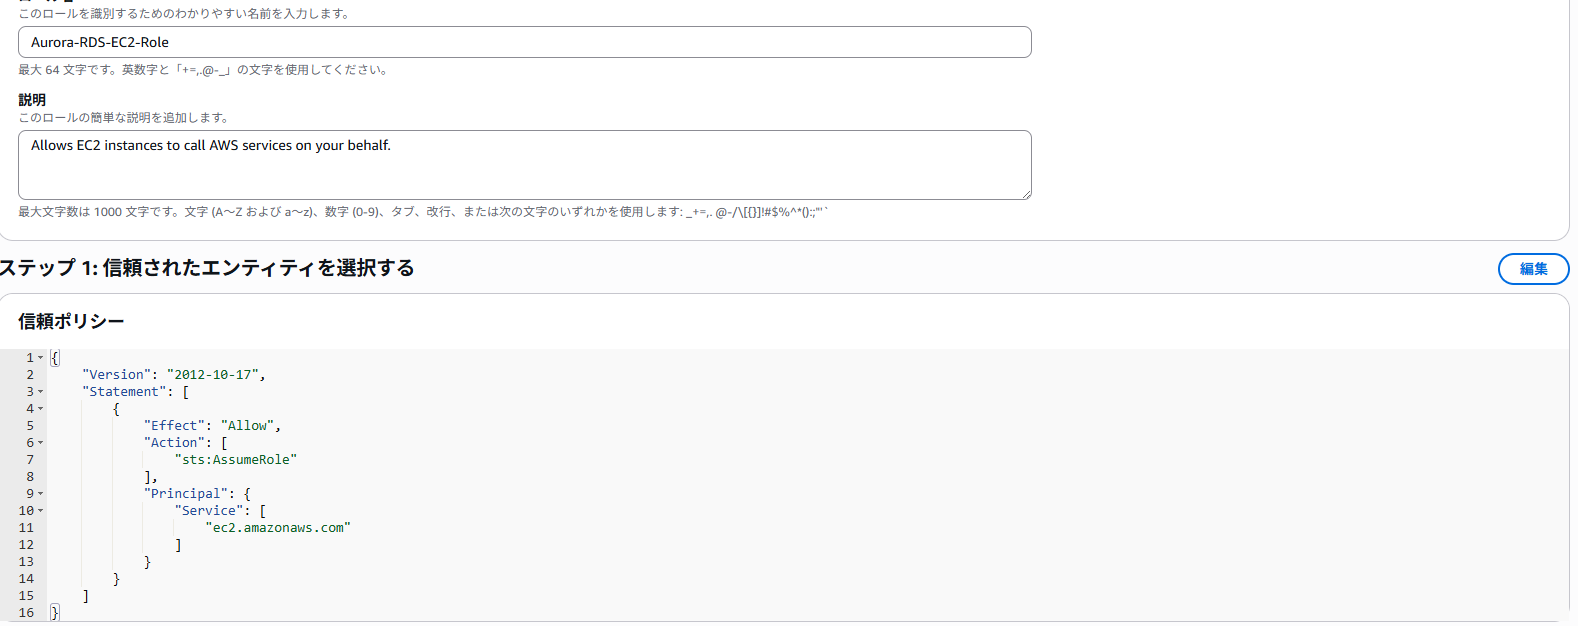 このロールを識別するためのわかりやすい名前を入力します。
Aurora-RDS-EC2-Role
最大 64 文字です。英数字と「+=,.@-_」の文字を使用してください。
説明
このロールの簡単な説明を追加します。
Allows EC2 instances to call AWS services on your behalf.
最大文字数は 1000 文字です。文字 (A～Z および a～z)、数字 (0-9)、タブ、改行、または次の文字のいずれかを使用します: _+=,. @-/\[{}]!#$%^*();:"'`
ステップ 1: 信頼されたエンティティを選択する
編集
信頼ポリシー
1 {
2 "Version": "2012-10-17",
3 "Statement": [
4 {
5 "Effect": "Allow",
6 "Action": [
7 "sts:AssumeRole"
8 ],
9 "Principal": {
10 "Service": [
11 "ec2.amazonaws.com"
12 ]
13 }
14 }
15 ]
16 }